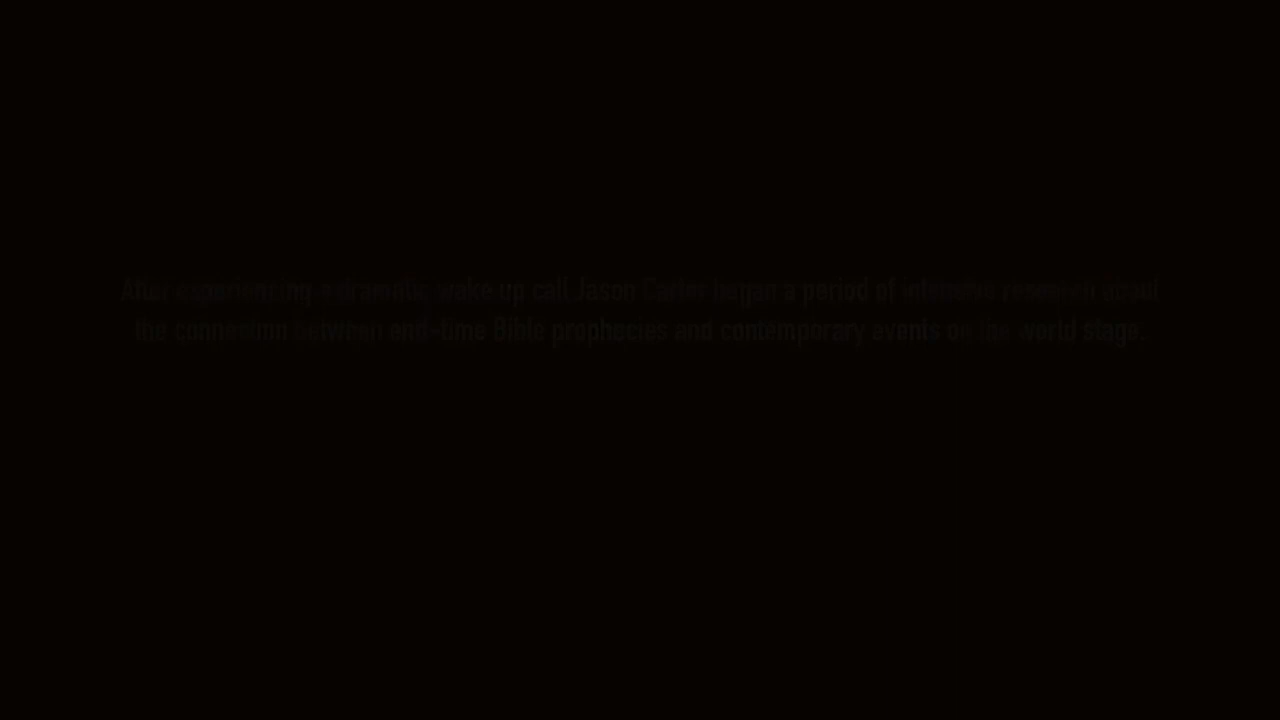 After experiencing a dramatic wake up call Jason Carter began a period of intensive research about
the connection between end-time Bible prophecies and contemporary events on the world stage.